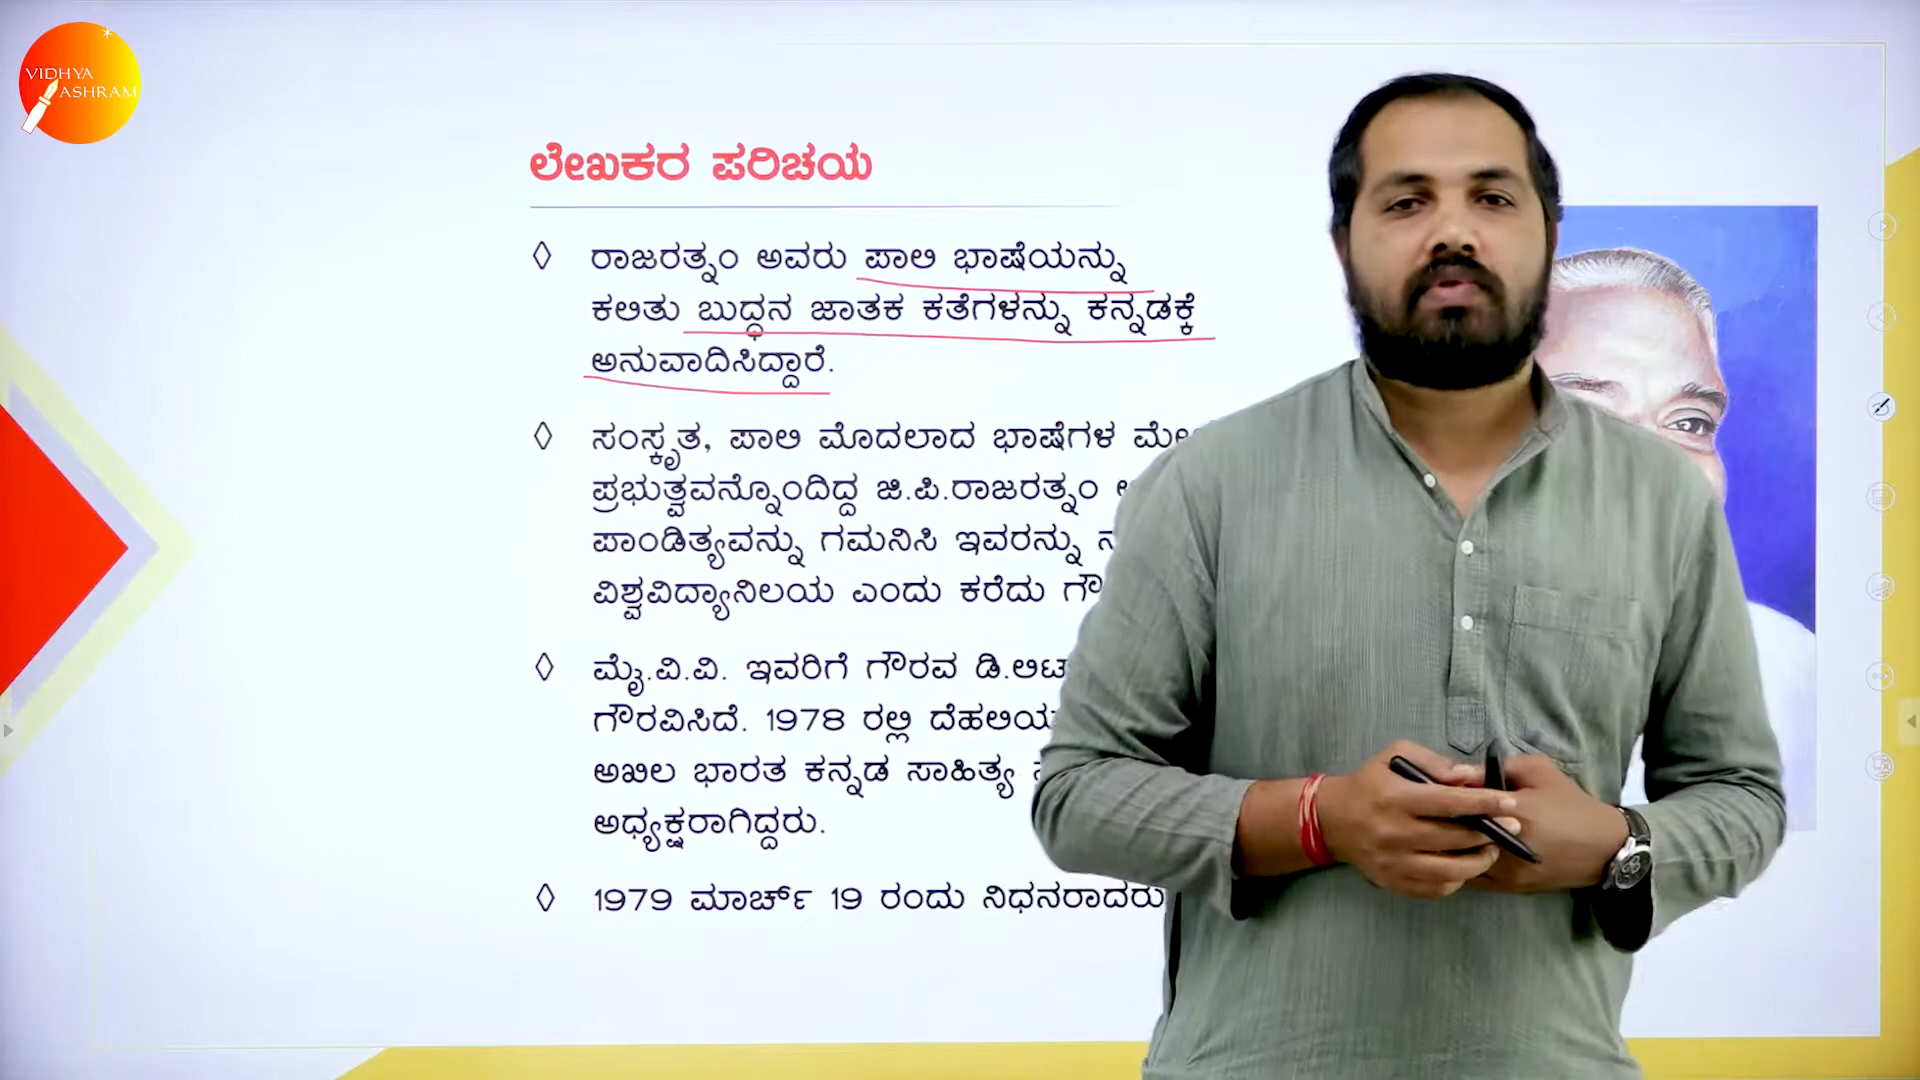 VIDHYA
ASHRAM
ಲೇಖಕರ ಪರಿಚಯ
◊ ರಾಜರತ್ನಂ ಅವರು ಪಾಲಿ ಭಾಷೆಯನ್ನು
ಕಲಿತು ಬುದ್ಧನ ಜಾತಕ ಕತೆಗಳನ್ನು ಕನ್ನಡಕ್ಕೆ
ಅನುವಾದಿಸಿದ್ದಾರೆ.
◊ ಸಂಸ್ಕೃತ, ಪಾಲಿ ಮೊದಲಾದ ಭಾಷೆಗಳ
ಪ್ರಭುತ್ವವನ್ನೊಂದಿದ್ದ ಜಿ.ಪಿ.ರಾಜರತ್ನಂ
ಪಾಂಡಿತ್ಯವನ್ನು ಗಮನಿಸಿ ಇವರನ್ನು
ವಿಶ್ವವಿದ್ಯಾನಿಲಯ ಎಂದು ಕರೆದು
◊ ಮೈ.ವಿ.ವಿ. ಇವರಿಗೆ ಗೌರವ
ಗೌರವಿಸಿದೆ. 1978 ರಲ್ಲಿ
ಅಖಿಲ ಭಾರತ ಕನ್ನಡ ಸಾಹಿತ್ಯ
ಅಧ್ಯಕ್ಷರಾಗಿದ್ದರು.
◊ 1979 ಮಾರ್ಚ್ 19 ರಂದು ನಿಧನರಾದರು